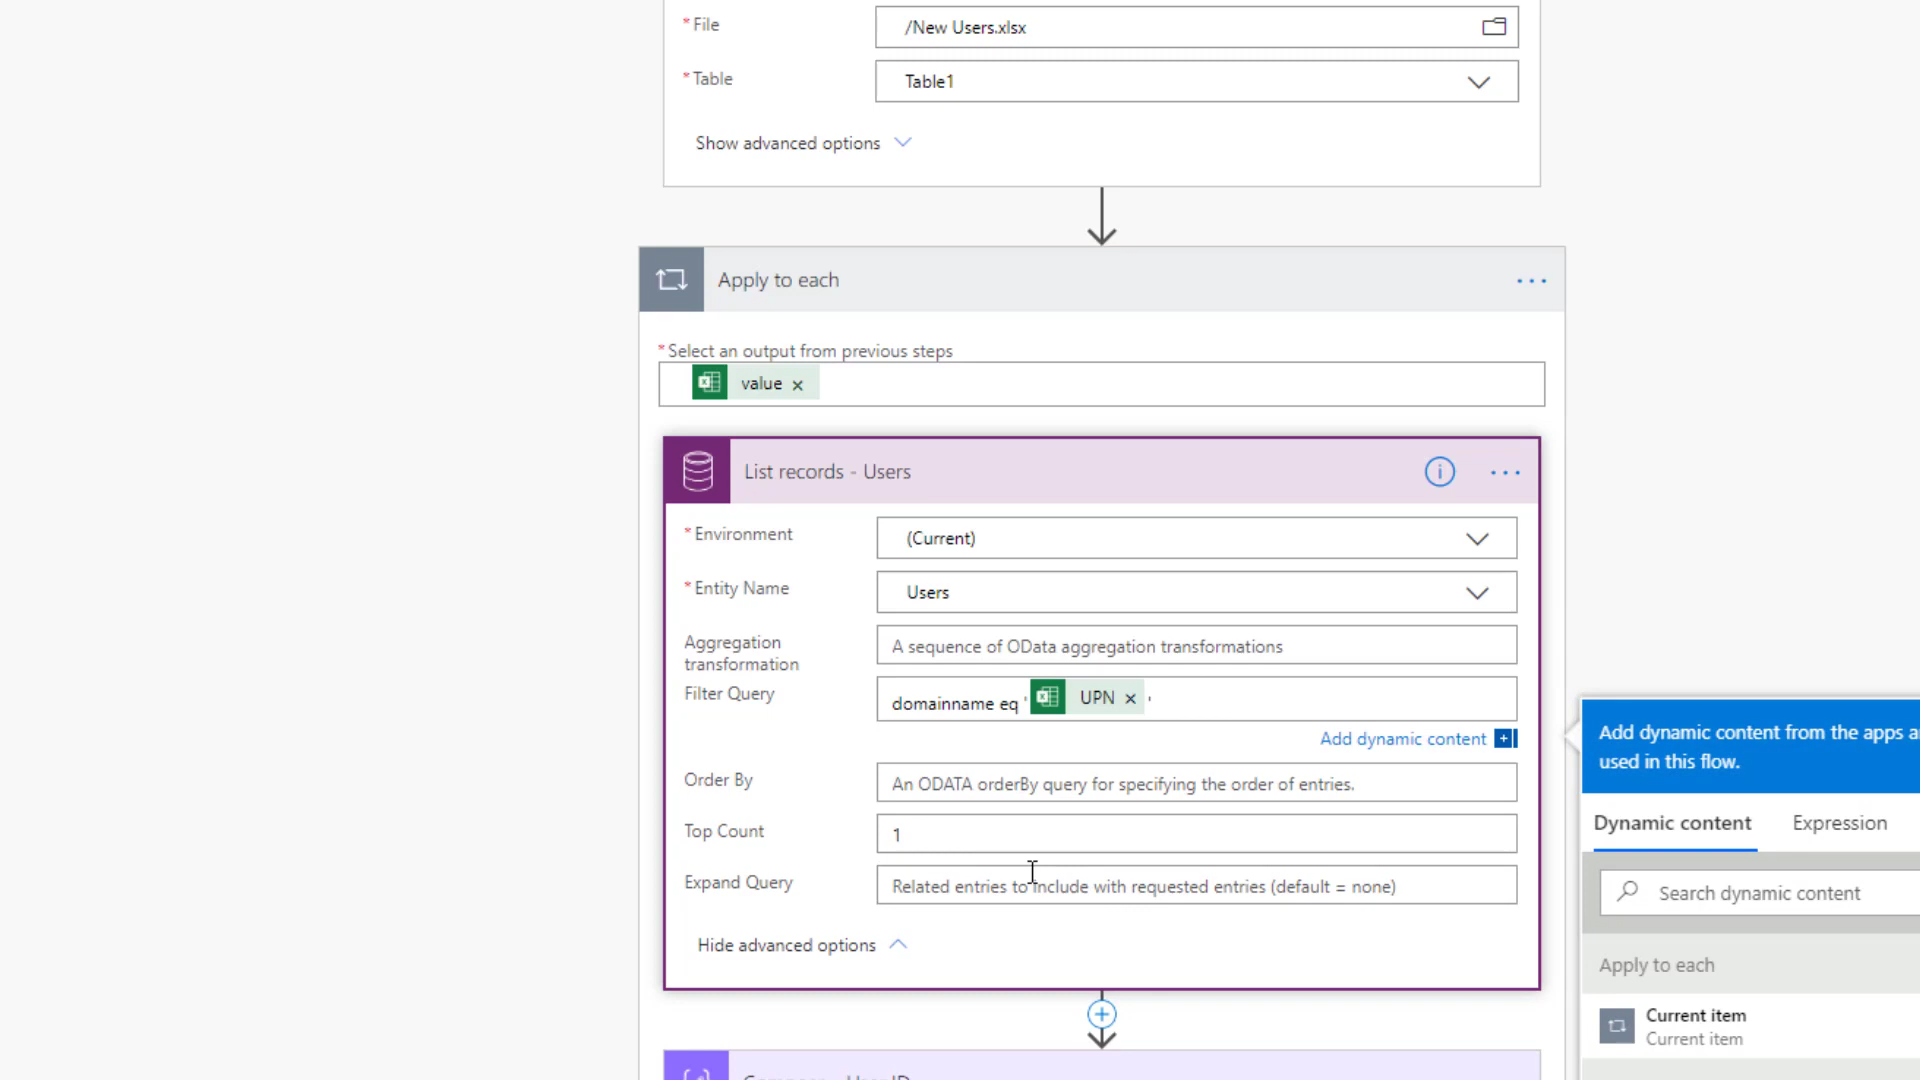 * File
/New Users.xlsx
* Table
Table1
Show advanced options
Apply to each
* Select an output from previous steps
value ×
List records - Users
* Environment
(Current)
* Entity Name
Users
Aggregation
transformation
A sequence of OData aggregation transformations
Filter Query
domainname eq ' UPN × '
Add dynamic content
Order By
An ODATA orderBy query for specifying the order of entries.
Top Count
1
Expand Query
Related entries to include with requested entries (default = none)
Hide advanced options
Add dynamic content from the apps
used in this flow.
Dynamic content
Expression
Search dynamic content
Apply to each
Current item
Current item